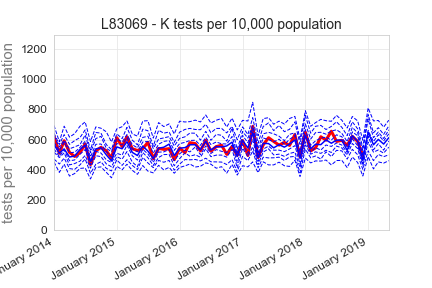 L83069 - K tests per 10,000 population
tests per 10,000 population
1200
1000
800
600
400
200
0
nuary 2014
January 2015
January 2016
January 2017
January 2018
January 2019